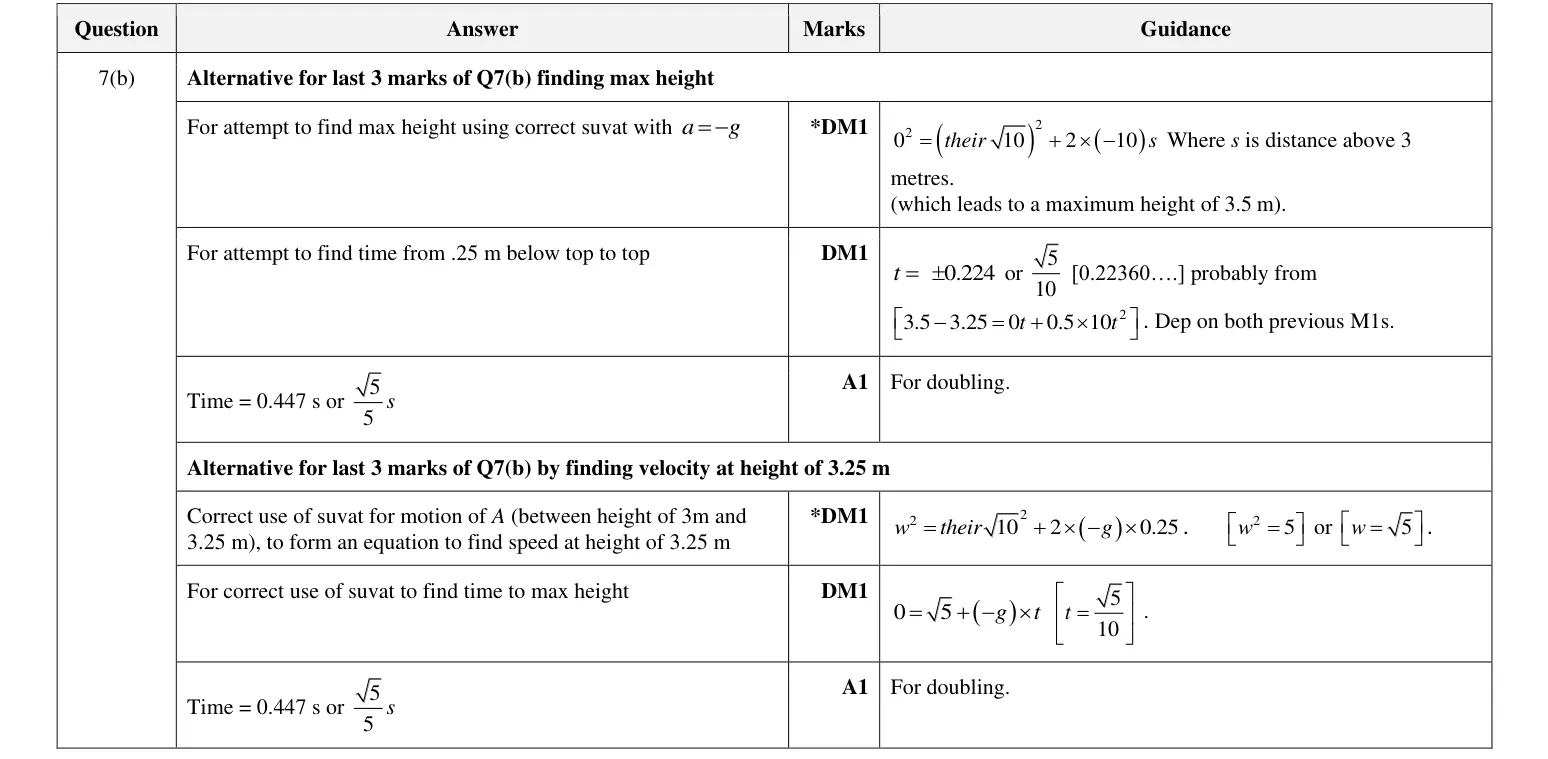 Question Answer Marks Guidance
7(b) Alternative for last 3 marks of Q7(b) finding max height
For attempt to find max height using correct suvat with a = −g *DM1 0² = (their √10)² + 2 × (−10)s Where s is distance above 3
metres.
(which leads to a maximum height of 3.5 m).
For attempt to find time from .25 m below top to top DM1 t = ±0.224 or √5/10 [0.22360….] probably from
[3.5 − 3.25 = 0t + 0.5 × 10t²]. Dep on both previous M1s.
Time = 0.447 s or √5/5 s A1 For doubling.
Alternative for last 3 marks of Q7(b) by finding velocity at height of 3.25 m
Correct use of suvat for motion of A (between height of 3m and
3.25 m), to form an equation to find speed at height of 3.25 m *DM1 w² = their √10² + 2 × (−g) × 0.25 . [w² = 5] or [w = √5].
For correct use of suvat to find time to max height DM1 0 = √5 + (−g) × t [t = √5/10] .
Time = 0.447 s or √5/5 s A1 For doubling.